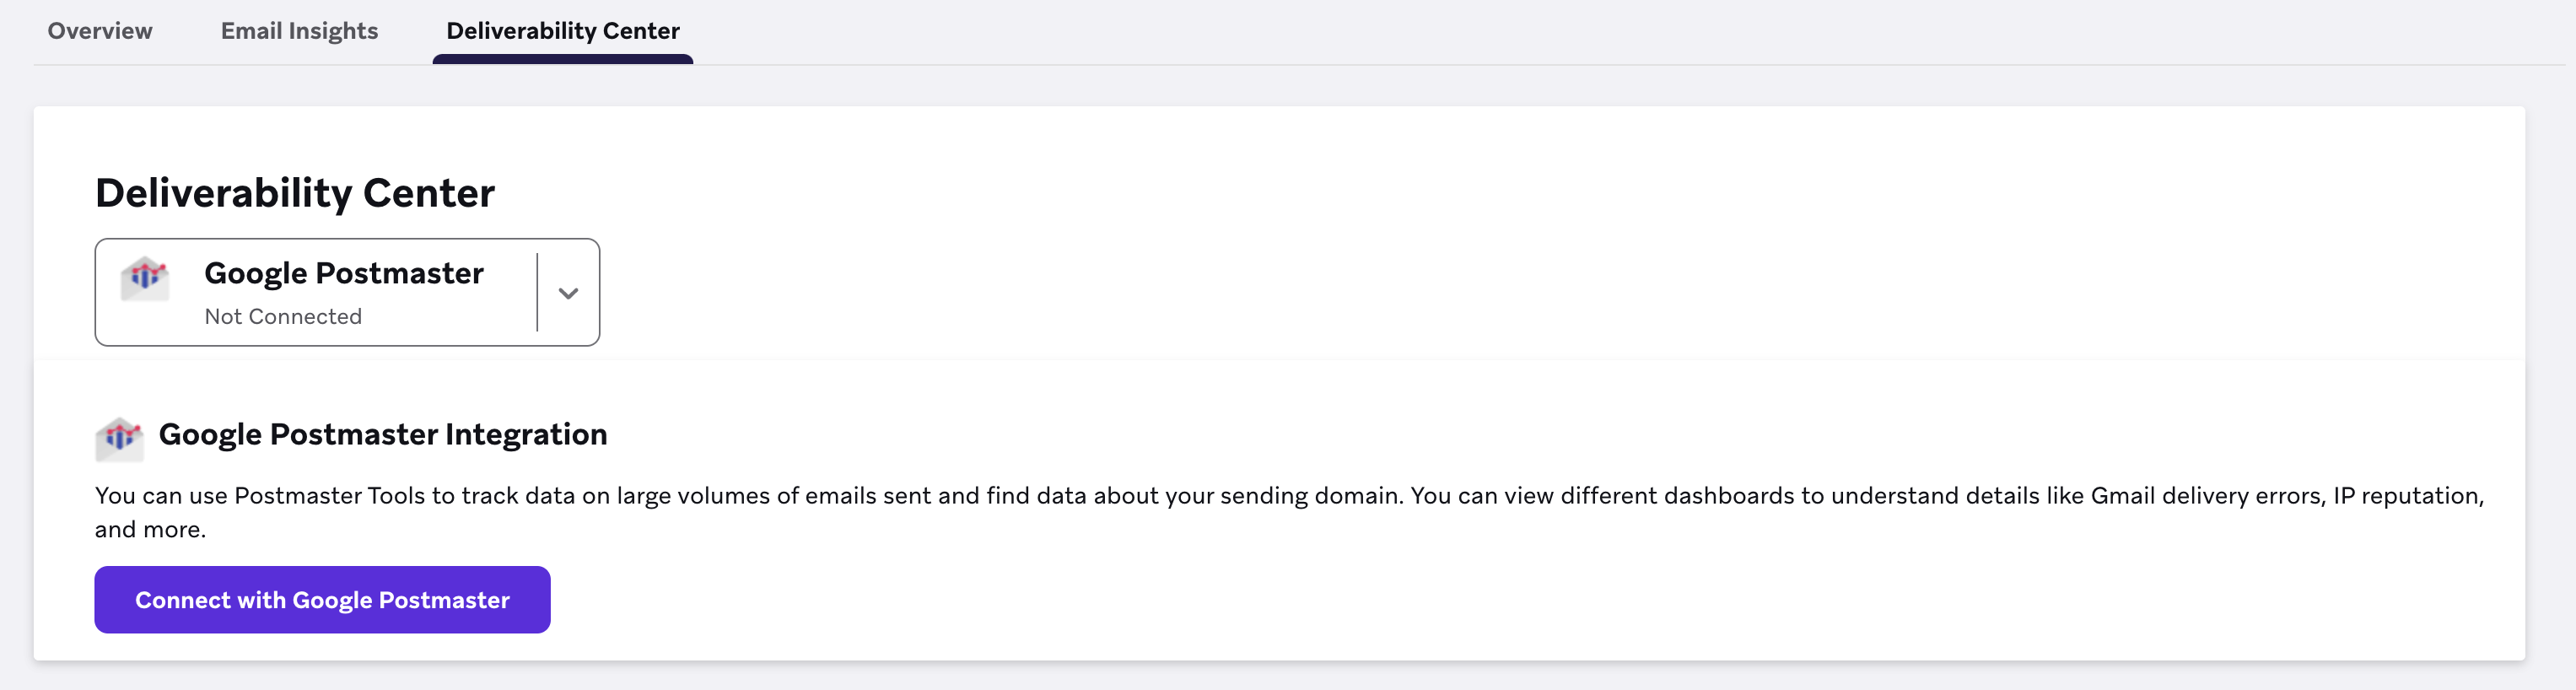 Overview Email Insights Deliverability Center
Deliverability Center
Google Postmaster
Not Connected
Google Postmaster Integration
You can use Postmaster Tools to track data on large volumes of emails sent and find data about your sending domain. You can view different dashboards to understand details like Gmail delivery errors, IP reputation,
and more.
Connect with Google Postmaster